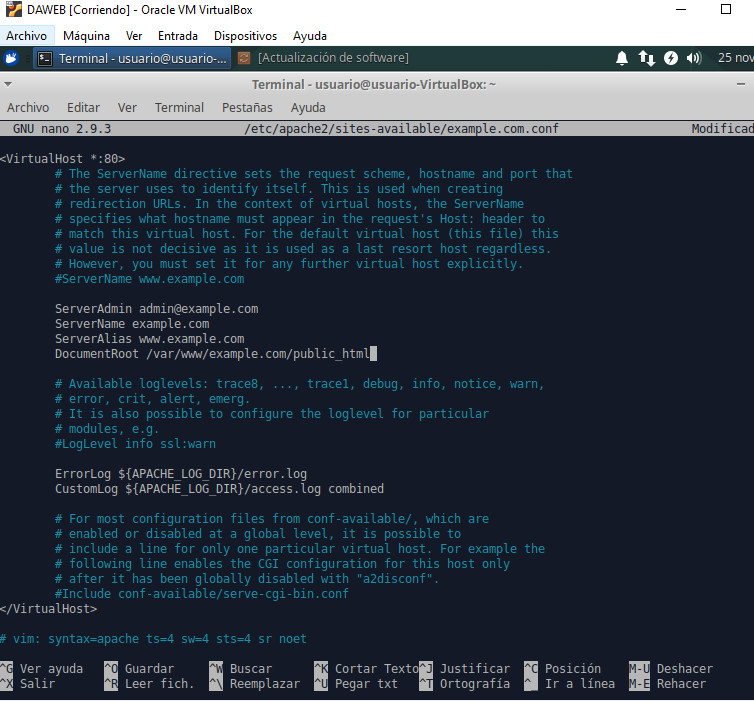 DAWEB [Corriendo] - Oracle VM VirtualBox
Archivo Máquina Ver Entrada Dispositivos Ayuda
Terminal - usuario@usuario-... [Actualización de software] 25 nov
Terminal - usuario@usuario-VirtualBox: ~
Archivo Editar Ver Terminal Pestañas Ayuda
GNU nano 2.9.3 /etc/apache2/sites-available/example.com.conf Modificad
<VirtualHost *:80>
# The ServerName directive sets the request scheme, hostname and port that
# the server uses to identify itself. This is used when creating
# redirection URLs. In the context of virtual hosts, the ServerName
# specifies what hostname must appear in the request's Host: header to
# match this virtual host. For the default virtual host (this file) this
# value is not decisive as it is used as a last resort host regardless.
# However, you must set it for any further virtual host explicitly.
#ServerName www.example.com
ServerAdmin admin@example.com
ServerName example.com
ServerAlias www.example.com
DocumentRoot /var/www/example.com/public_html
# Available loglevels: trace8, ..., trace1, debug, info, notice, warn,
# error, crit, alert, emerg.
# It is also possible to configure the loglevel for particular
# modules, e.g.
#LogLevel info ssl:warn
ErrorLog ${APACHE_LOG_DIR}/error.log
CustomLog ${APACHE_LOG_DIR}/access.log combined
# For most configuration files from conf-available/, which are
# enabled or disabled at a global level, it is possible to
# include a line for only one particular virtual host. For example the
# following line enables the CGI configuration for this host only
# after it has been globally disabled with "a2disconf".
#Include conf-available/serve-cgi-bin.conf
</VirtualHost>
# vim: syntax=apache ts=4 sw=4 sts=4 sr noet
^G Ver ayuda ^O Guardar ^W Buscar ^K Cortar Texto ^J Justificar ^C Posición M-U Deshacer
^X Salir ^R Leer fich. ^\ Reemplazar ^U Pegar txt ^T Ortografía ^_ Ir a línea M-E Rehacer